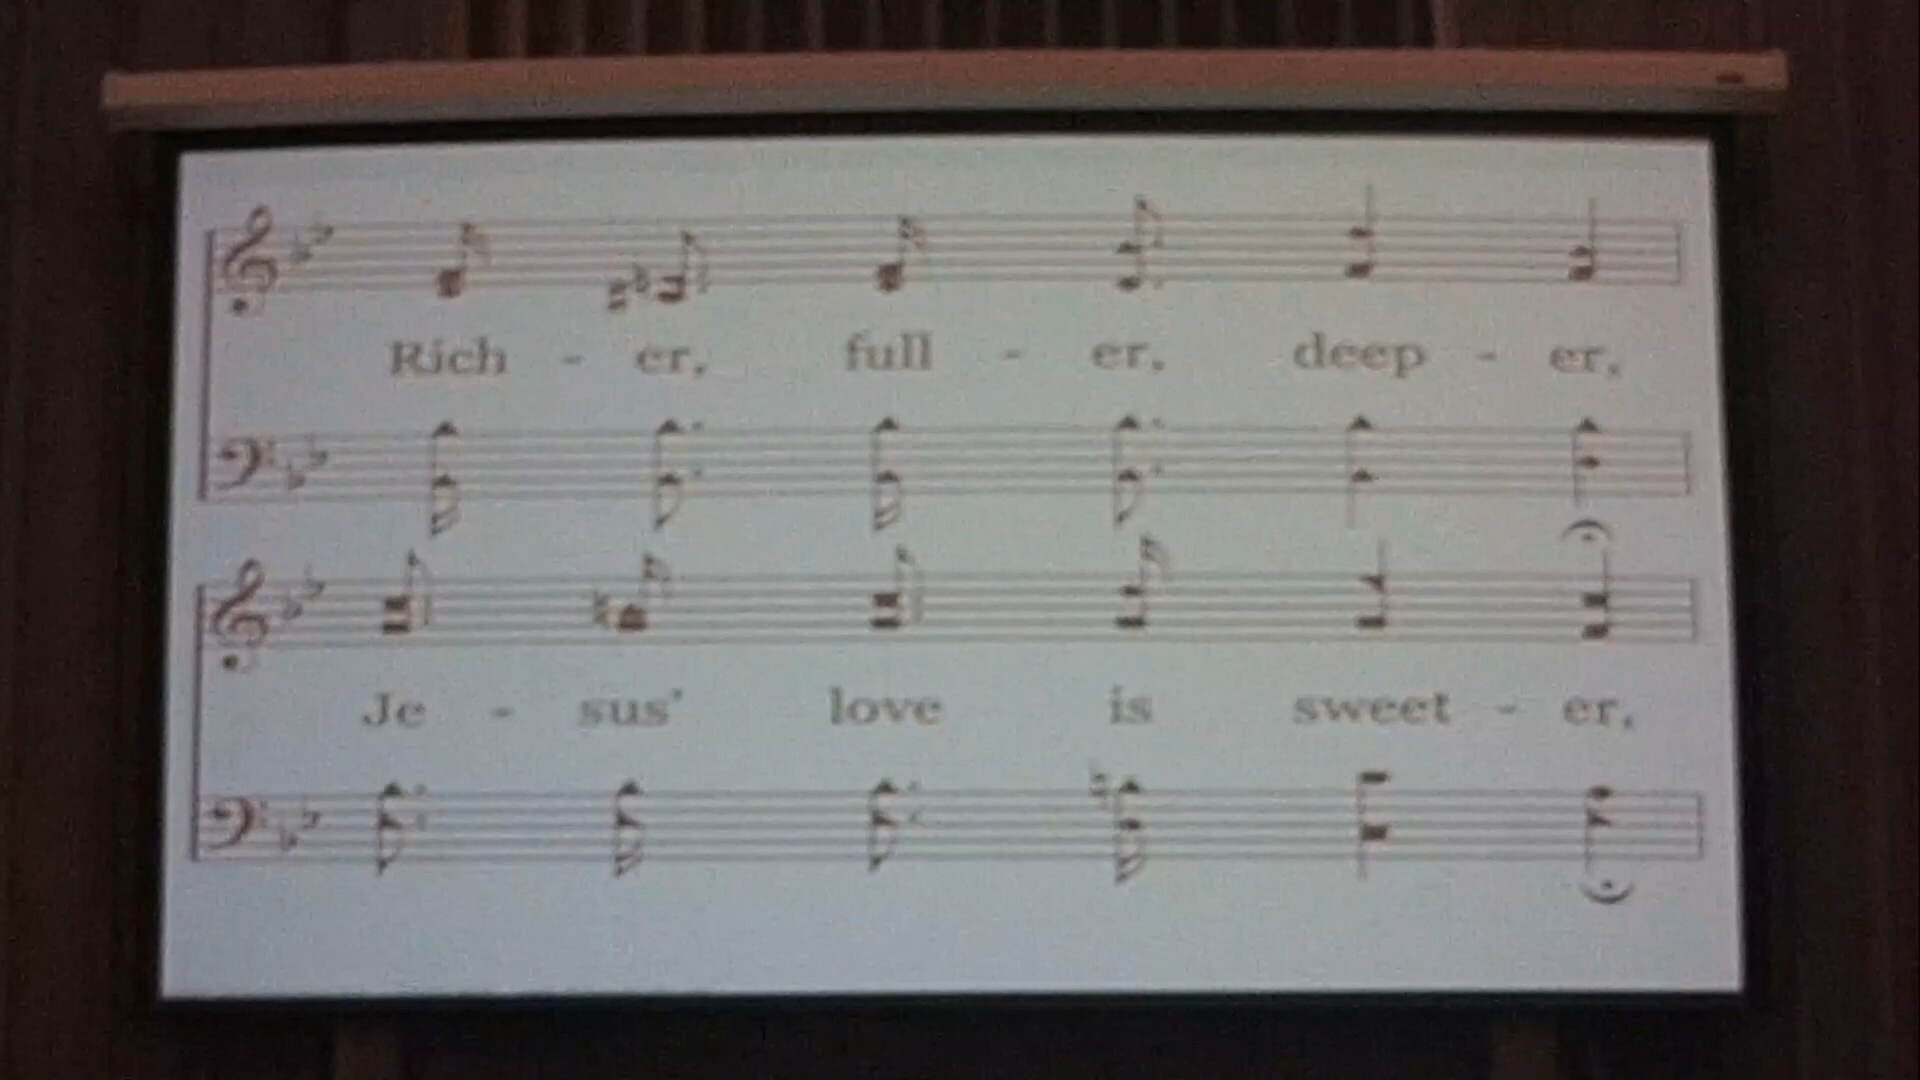 Rich - er, full - er, deep - er,
Je - sus' love is sweet - er,